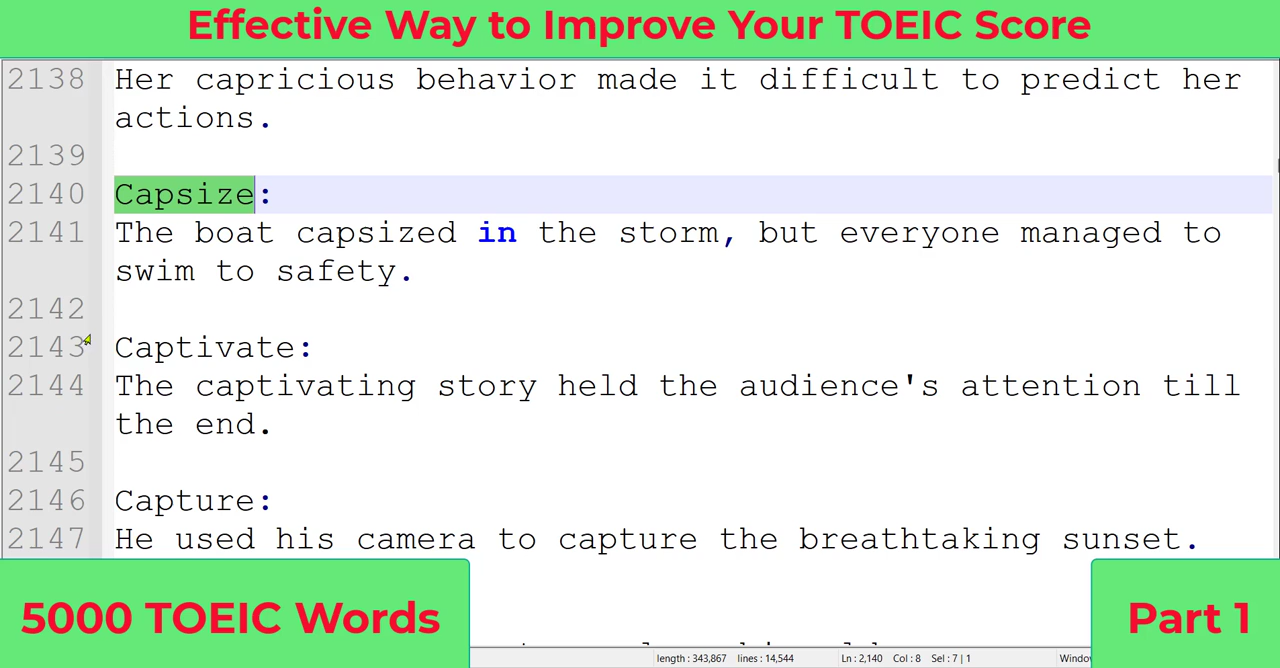 Effective Way to Improve Your TOEIC Score
2138 Her capricious behavior made it difficult to predict her
actions.
2139
2140 Capsize:
2141 The boat capsized in the storm, but everyone managed to
swim to safety.
2142
2143 Captivate:
2144 The captivating story held the audience's attention till
the end.
2145
2146 Capture:
2147 He used his camera to capture the breathtaking sunset.
5000 TOEIC Words
Part 1
length : 343,867 lines : 14,544 Ln : 2,140 Col : 8 Sel : 7 | 1